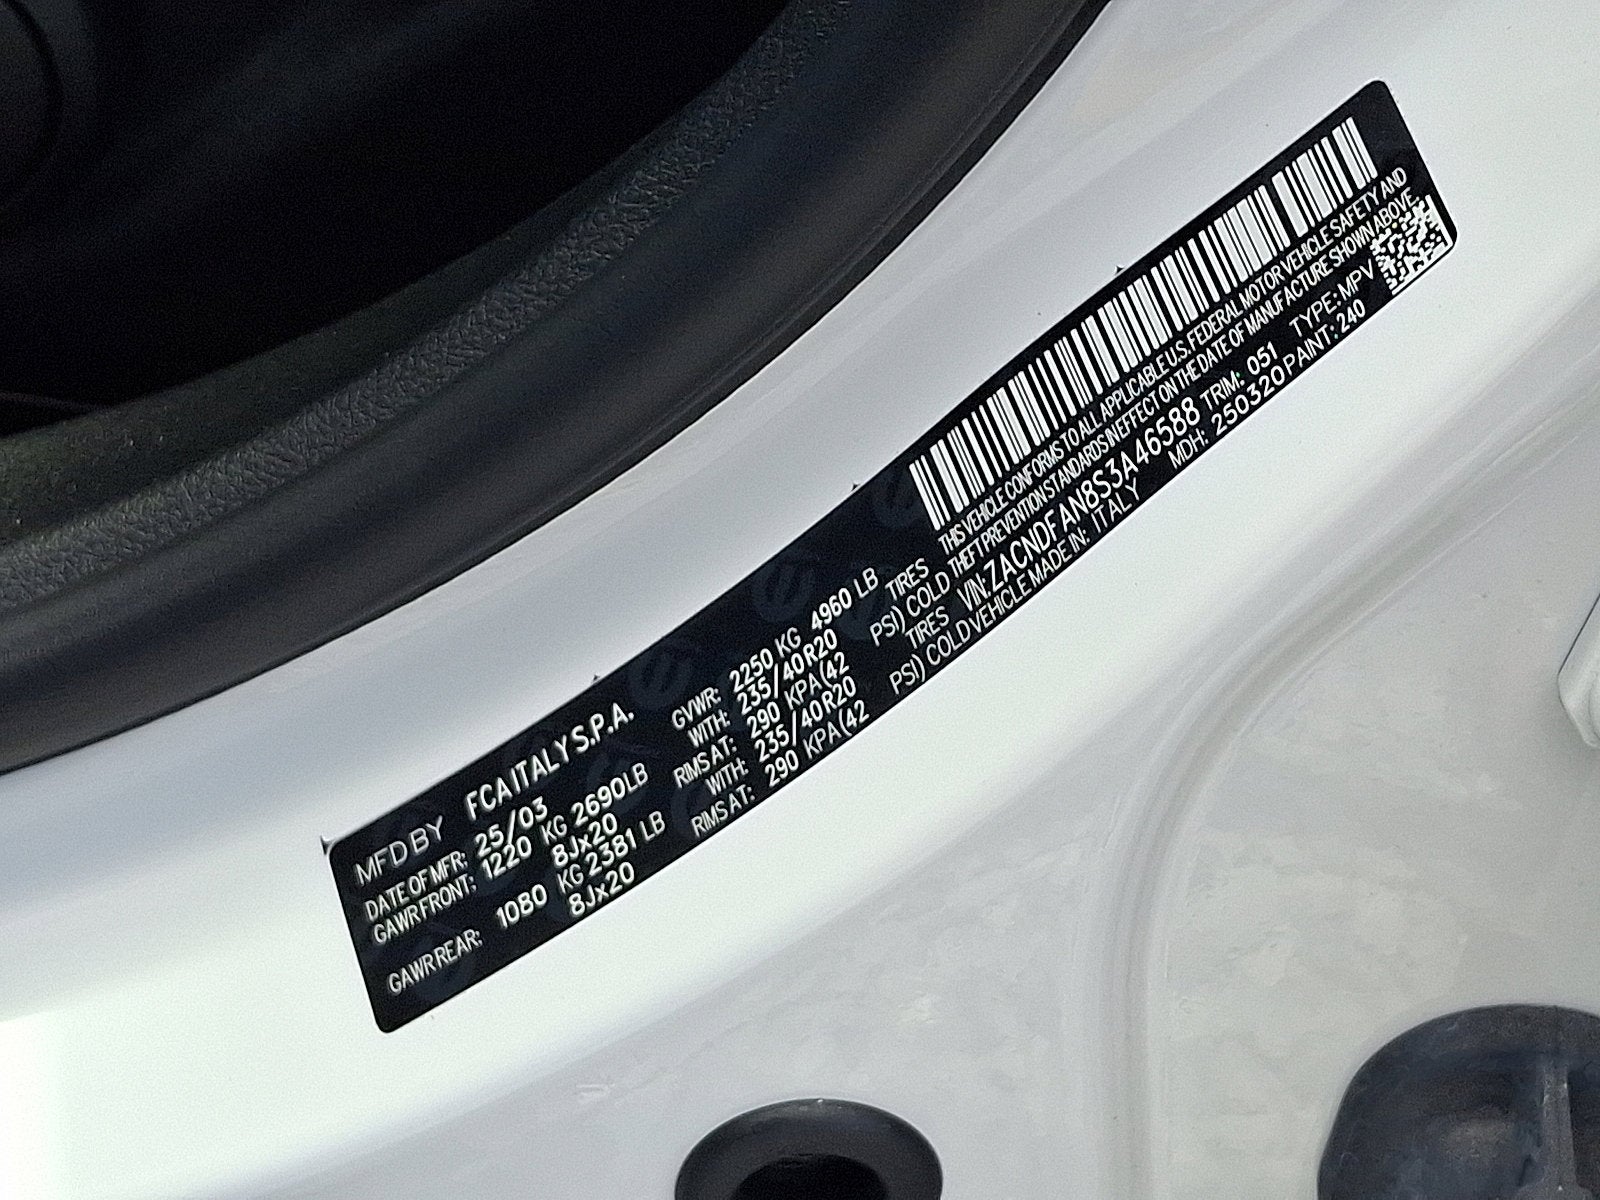 MFD BY FCA ITALY S.P.A.
DATE OF MFR: 25/03 GVWR: 2250 KG 4960 LB
GAWR FRONT: 1220 KG 2690 LB WITH: 235/40 R20 TIRES
8Jx20 RIMS AT: 290 KPA (42 PSI) COLD
GAWR REAR: 1080 KG 2381 LB WITH: 235/40 R20 TIRES
8Jx20 RIMS AT: 290 KPA (42 PSI) COLD
THIS VEHICLE CONFORMS TO ALL APPLICABLE U.S. FEDERAL MOTOR VEHICLE SAFETY AND
THEFT PREVENTION STANDARDS IN EFFECT ON THE DATE OF MANUFACTURE SHOWN ABOVE
VIN: ZACNDFAN8S3A46588 TRIM: 051 TYPE: MPV
VEHICLE MADE IN: ITALY MDH: 250320 PAINT: 240